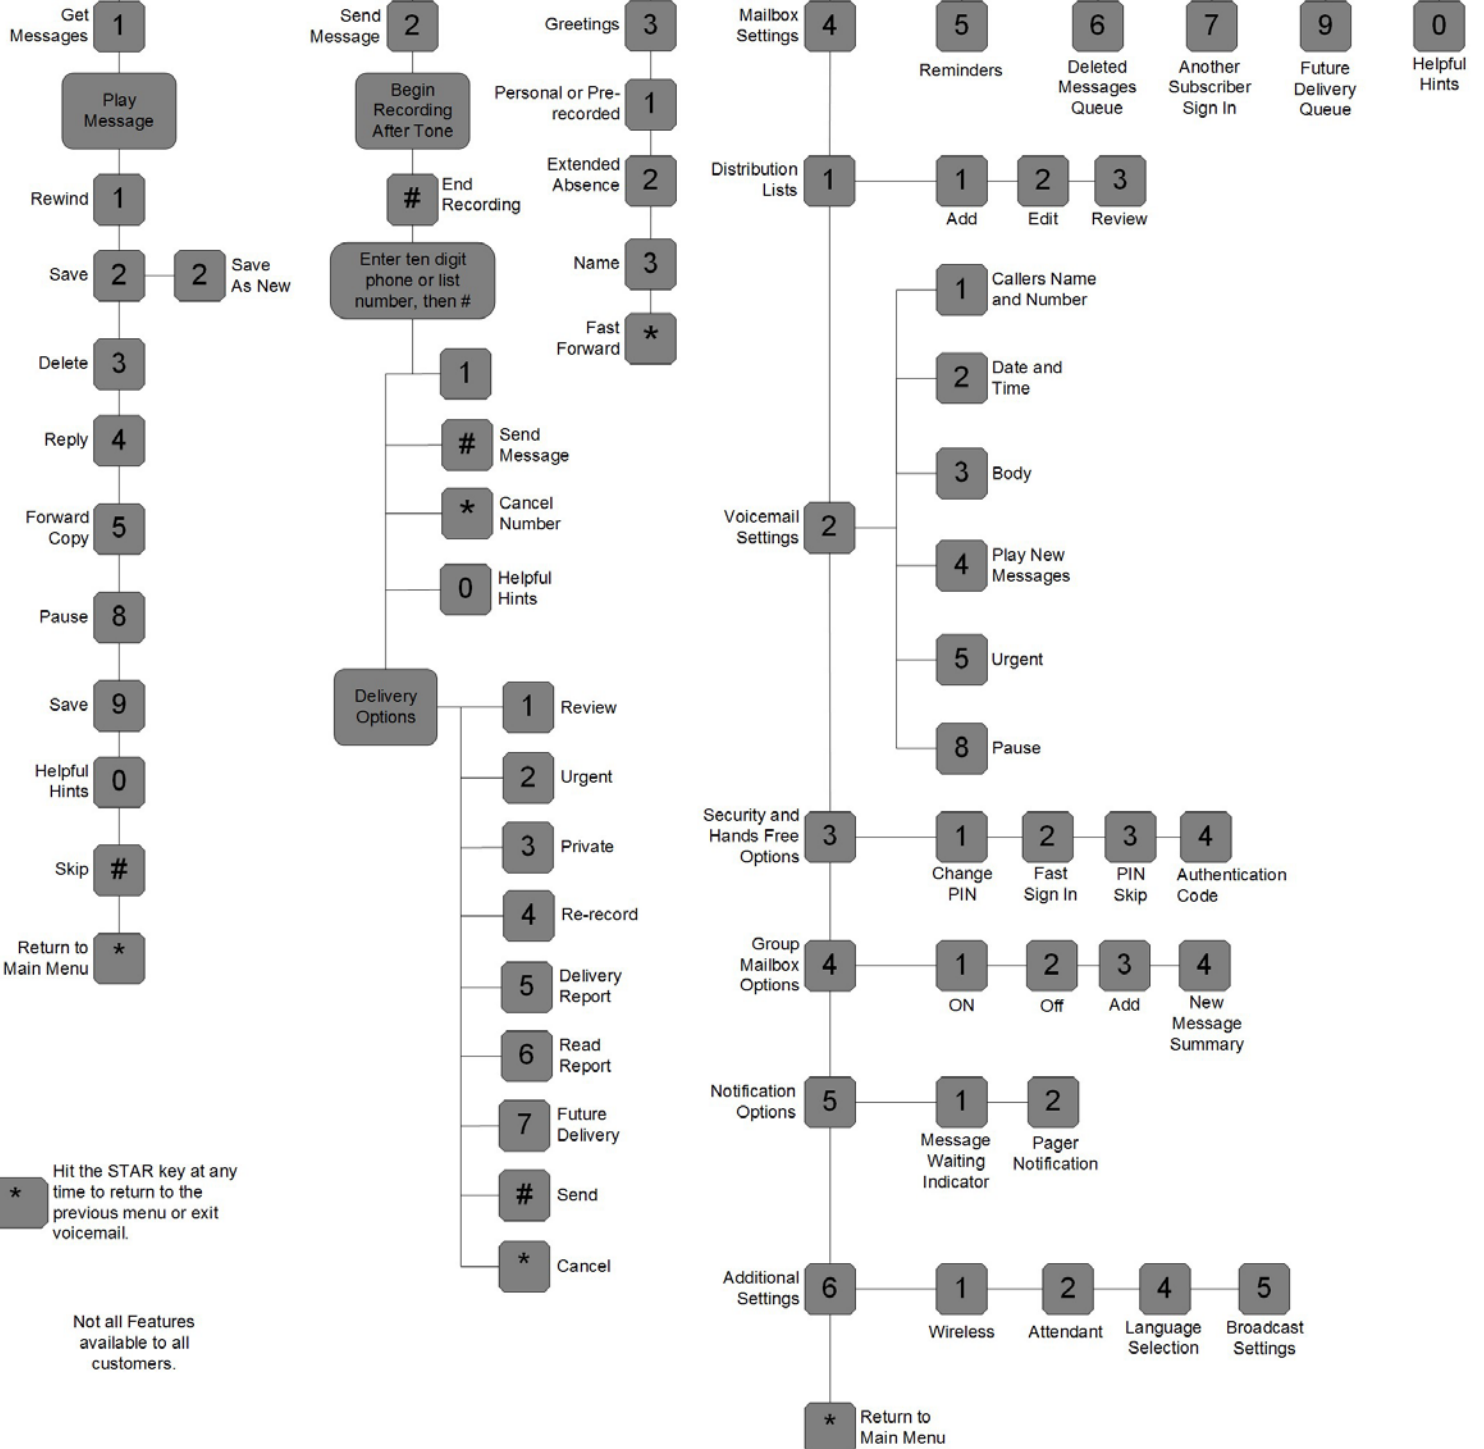 Get
Messages
1
Play
Message
Rewind
1
Save
2
2
Save
As New
Delete
3
Reply
4
Forward
Copy
5
Pause
8
Save
9
Helpful
Hints
0
Skip
#
Return to
Main Menu
*
*
Hit the STAR key at any
time to return to the
previous menu or exit
voicemail.
Not all Features
available to all
customers.
Send
Message
2
Begin
Recording
After Tone
#
End
Recording
Enter ten digit
phone or list
number, then #
1
#
Send
Message
*
Cancel
Number
0
Helpful
Hints
Delivery
Options
1
Review
2
Urgent
3
Private
4
Re-record
5
Delivery
Report
6
Read
Report
7
Future
Delivery
#
Send
*
Cancel
Greetings
3
Personal or Pre-
recorded
1
Extended
Absence
2
Name
3
Fast
Forward
*
Mailbox
Settings
4
5
Reminders
6
Deleted
Messages
Queue
7
Another
Subscriber
Sign In
9
Future
Delivery
Queue
0
Helpful
Hints
Distribution
Lists
1
1
Add
2
Edit
3
Review
Voicemail
Settings
2
1
Callers Name
and Number
2
Date and
Time
3
Body
4
Play New
Messages
5
Urgent
8
Pause
Security and
Hands Free
Options
3
1
Change
PIN
2
Fast
Sign In
3
PIN
Skip
4
Authentication
Code
Group
Mailbox
Options
4
1
ON
2
Off
3
Add
4
New
Message
Summary
Notification
Options
5
1
Message
Waiting
Indicator
2
Pager
Notification
Additional
Settings
6
1
Wireless
2
Attendant
4
Language
Selection
5
Broadcast
Settings
*
Return to
Main Menu